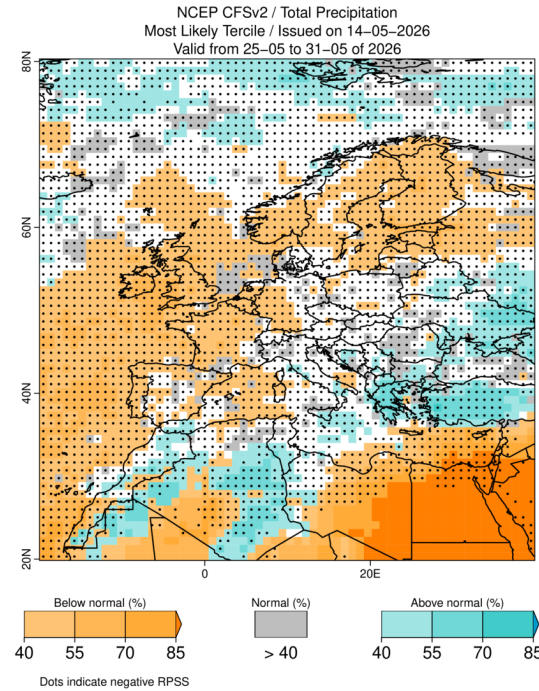 NCEP CFSv2 / Total Precipitation
Most Likely Tercile / Issued on 14−05−2026
Valid from 25−05 to 31−05 of 2026
80N
60N
40N
20N
0
20E
Below normal (%)
Normal (%)
Above normal (%)
40 55 70 85
> 40
40 55 70 85
Dots indicate negative RPSS